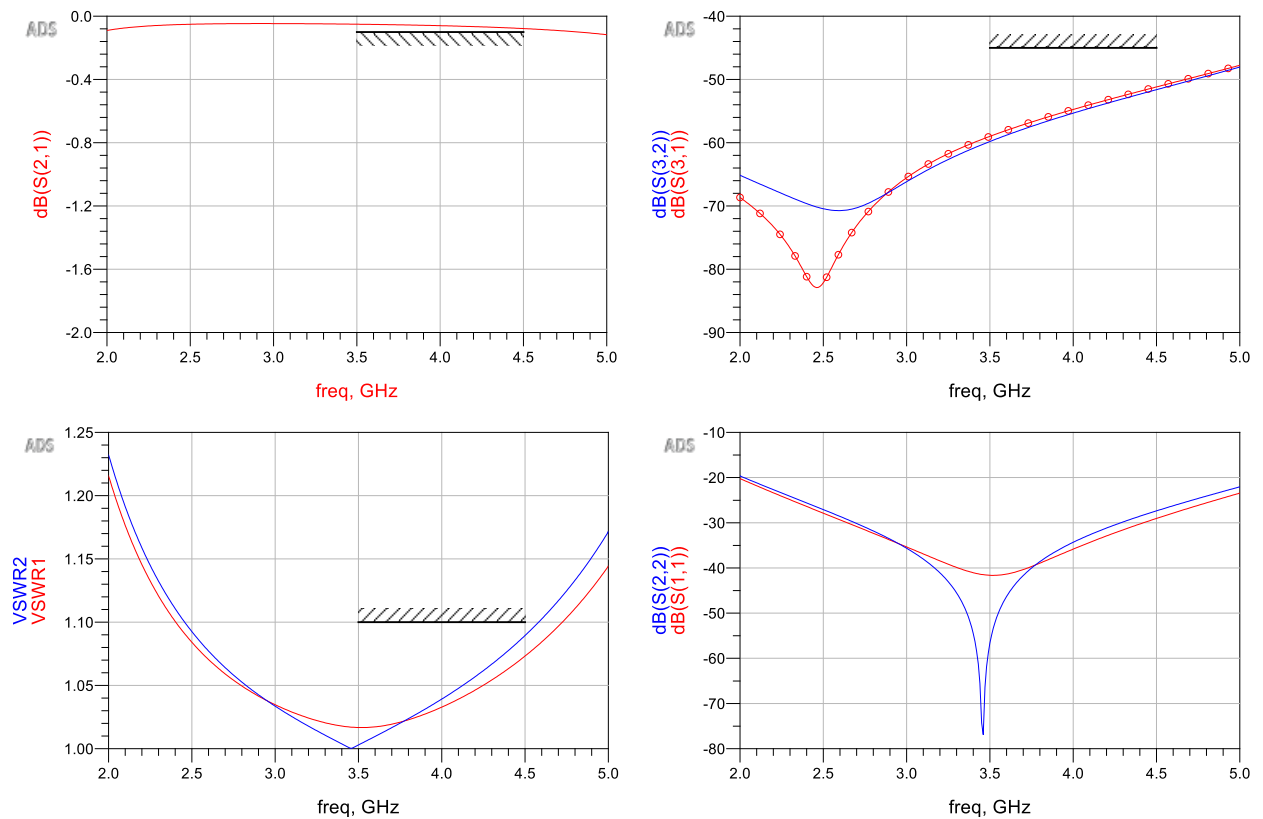 ADS
0.0
-0.4
-0.8
-1.2
-1.6
-2.0
dB(S(2,1))
2.0 2.5 3.0 3.5 4.0 4.5 5.0
freq, GHz
ADS
-40
-50
-60
-70
-80
-90
dB(S(3,2))
dB(S(3,1))
2.0 2.5 3.0 3.5 4.0 4.5 5.0
freq, GHz
ADS
1.25
1.20
1.15
1.10
1.05
1.00
VSWR2
VSWR1
2.0 2.5 3.0 3.5 4.0 4.5 5.0
freq, GHz
ADS
-10
-20
-30
-40
-50
-60
-70
-80
dB(S(2,2))
dB(S(1,1))
2.0 2.5 3.0 3.5 4.0 4.5 5.0
freq, GHz